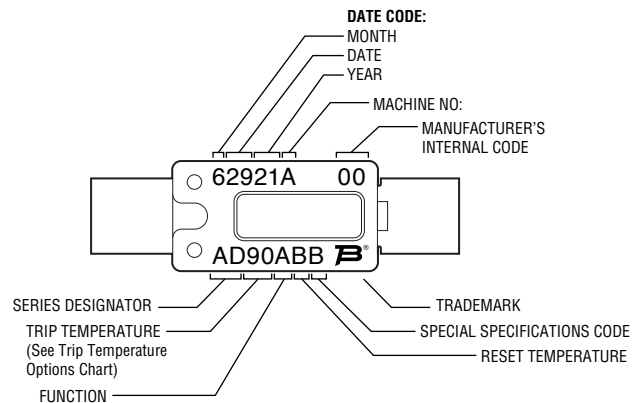 DATE CODE:
MONTH
DATE
YEAR
MACHINE NO:
MANUFACTURER'S
INTERNAL CODE
62921A 00
AD90ABB B®
SERIES DESIGNATOR
TRIP TEMPERATURE
(See Trip Temperature
Options Chart)
FUNCTION
TRADEMARK
SPECIAL SPECIFICATIONS CODE
RESET TEMPERATURE